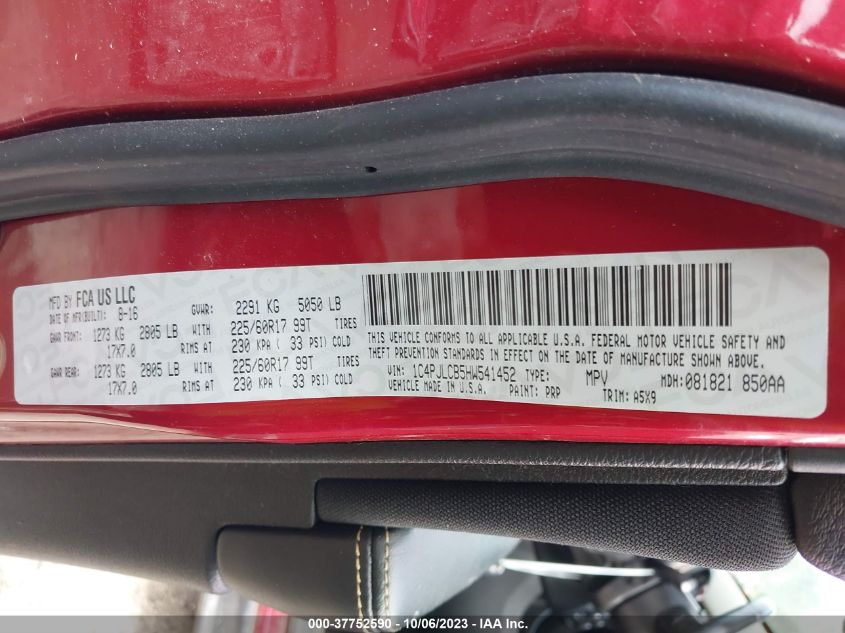 MFD BY FCA US LLC
DATE OF MFR(BUILT): 8-16 GVWR: 2291 KG 5050 LB
GAWR FRONT: 1273 KG 2805 LB WITH 225/60R17 99T TIRES
17X7.0 RIMS AT 230 KPA ( 33 PSI) COLD
GAWR REAR: 1273 KG 2805 LB WITH 225/60R17 99T TIRES
17X7.0 RIMS AT 230 KPA ( 33 PSI) COLD
THIS VEHICLE CONFORMS TO ALL APPLICABLE U.S.A. FEDERAL MOTOR VEHICLE SAFETY AND
THEFT PREVENTION STANDARDS IN EFFECT ON THE DATE OF MANUFACTURE SHOWN ABOVE.
VIN: 1C4PJLCB5HW541452 TYPE: MPV MDH: 081821 850AA
PAINT: PRP TRIM: A5X9
000-37752590 - 10/06/2023 - IAA Inc.